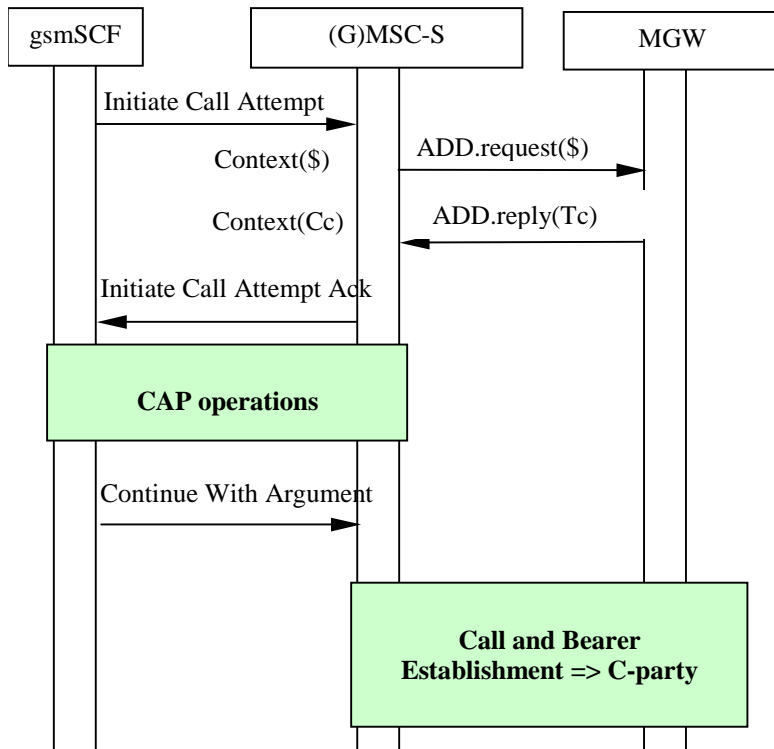 gsmSCF
(G)MSC-S
MGW
Initiate Call Attempt
Context($)
ADD.request($)
Context(Cc)
ADD.reply(Tc)
Initiate Call Attempt Ack
CAP operations
Continue With Argument
Call and Bearer
Establishment => C-party